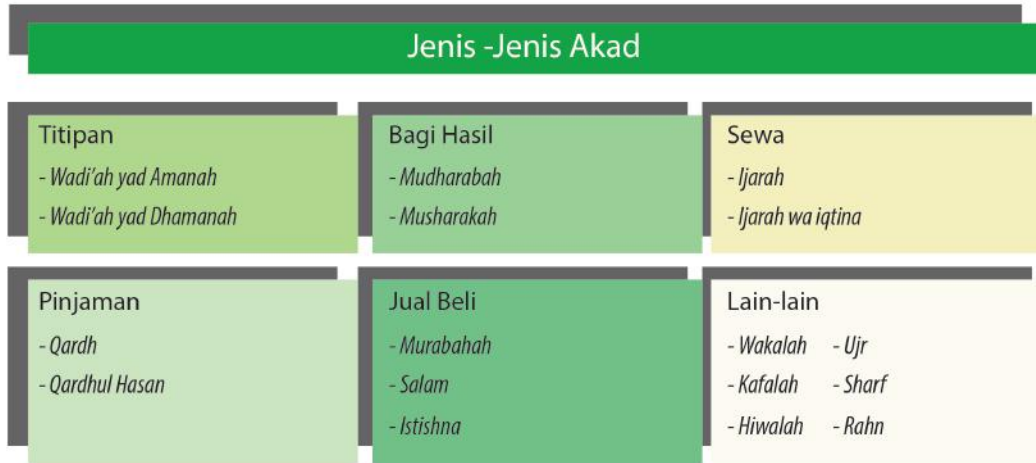 Jenis -Jenis Akad
Titipan
- Wadi'ah yad Amanah
- Wadi'ah yad Dhamanah
Bagi Hasil
- Mudharabah
- Musharakah
Sewa
- Ijarah
- Ijarah wa iqtina
Pinjaman
- Qardh
- Qardhul Hasan
Jual Beli
- Murabahah
- Salam
- Istishna
Lain-lain
- Wakalah - Ujr
- Kafalah - Sharf
- Hiwalah - Rahn